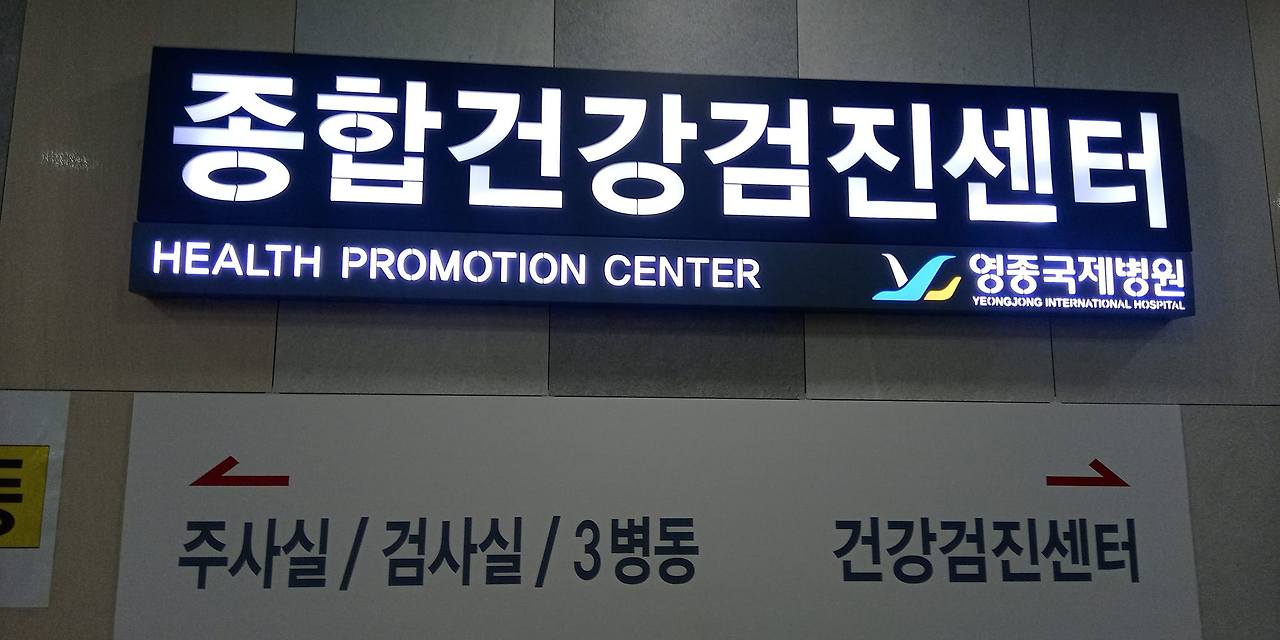 종합건강검진센터
HEALTH PROMOTION CENTER
영종국제병원
YEONGJONG INTERNATIONAL HOSPITAL
주사실 / 검사실 / 3병동
건강검진센터